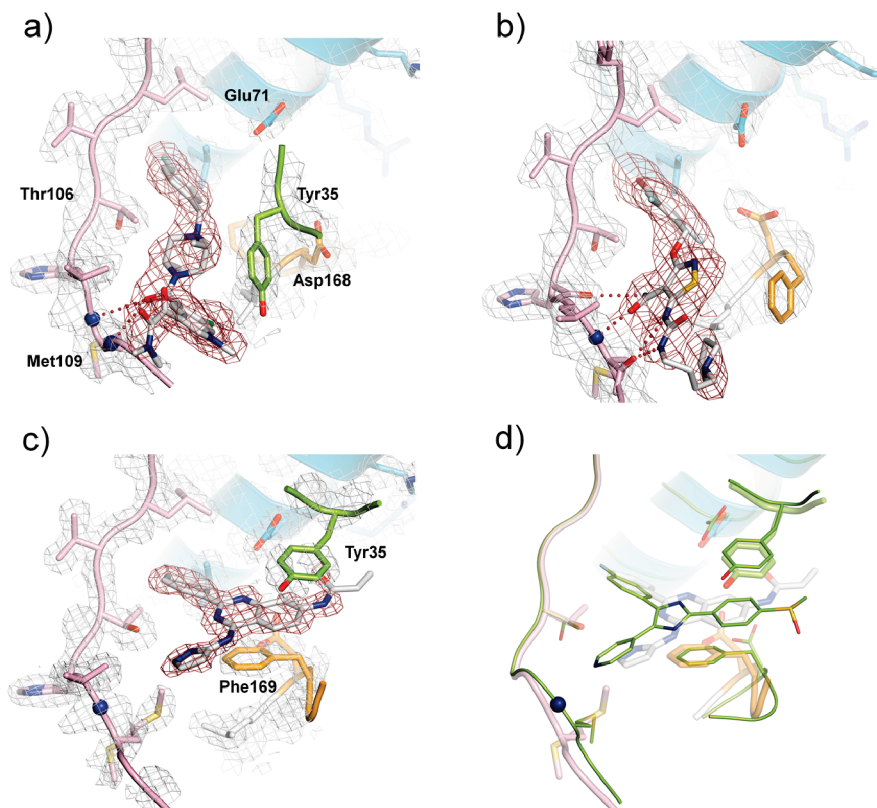 a)
b)
Glu71
Thr106
Tyr35
Asp168
Met109
c)
d)
Tyr35
Phe169